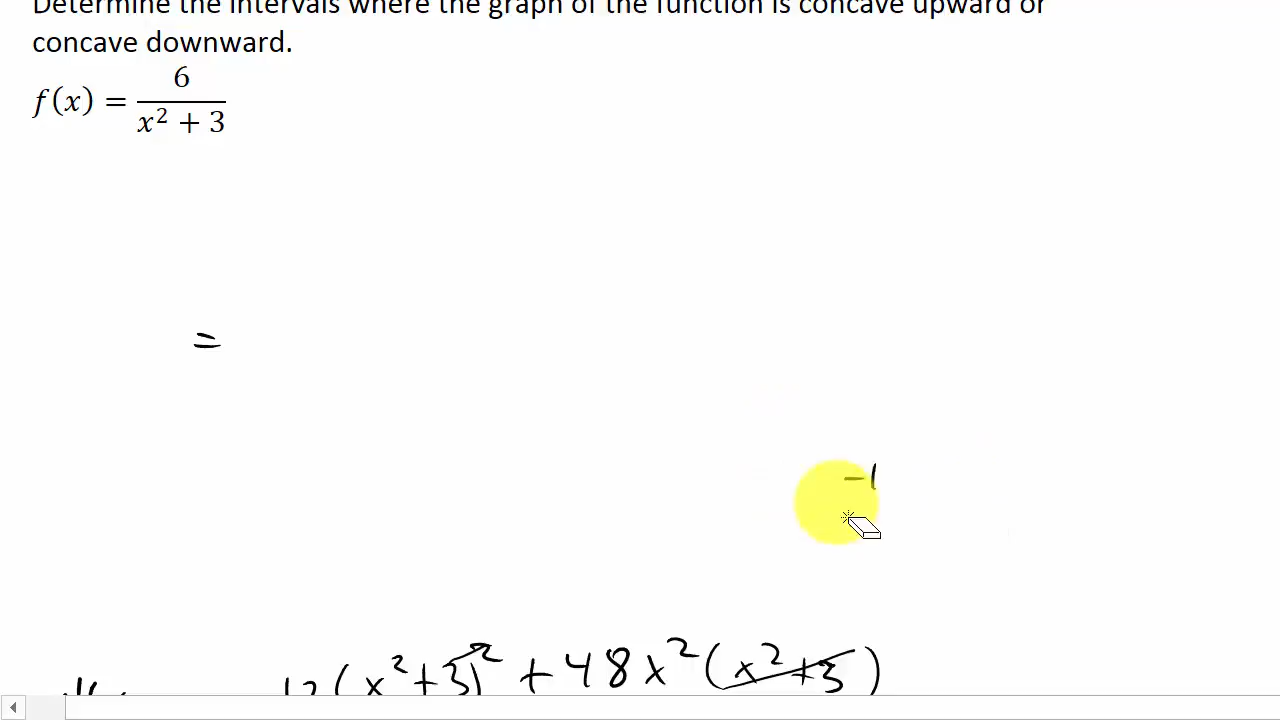 Determine the intervals where the graph of the function is concave upward or
concave downward.
f(x) = 6 / (x² + 3)
=
-1
12(x²+3)² + 48x²(x²+3)